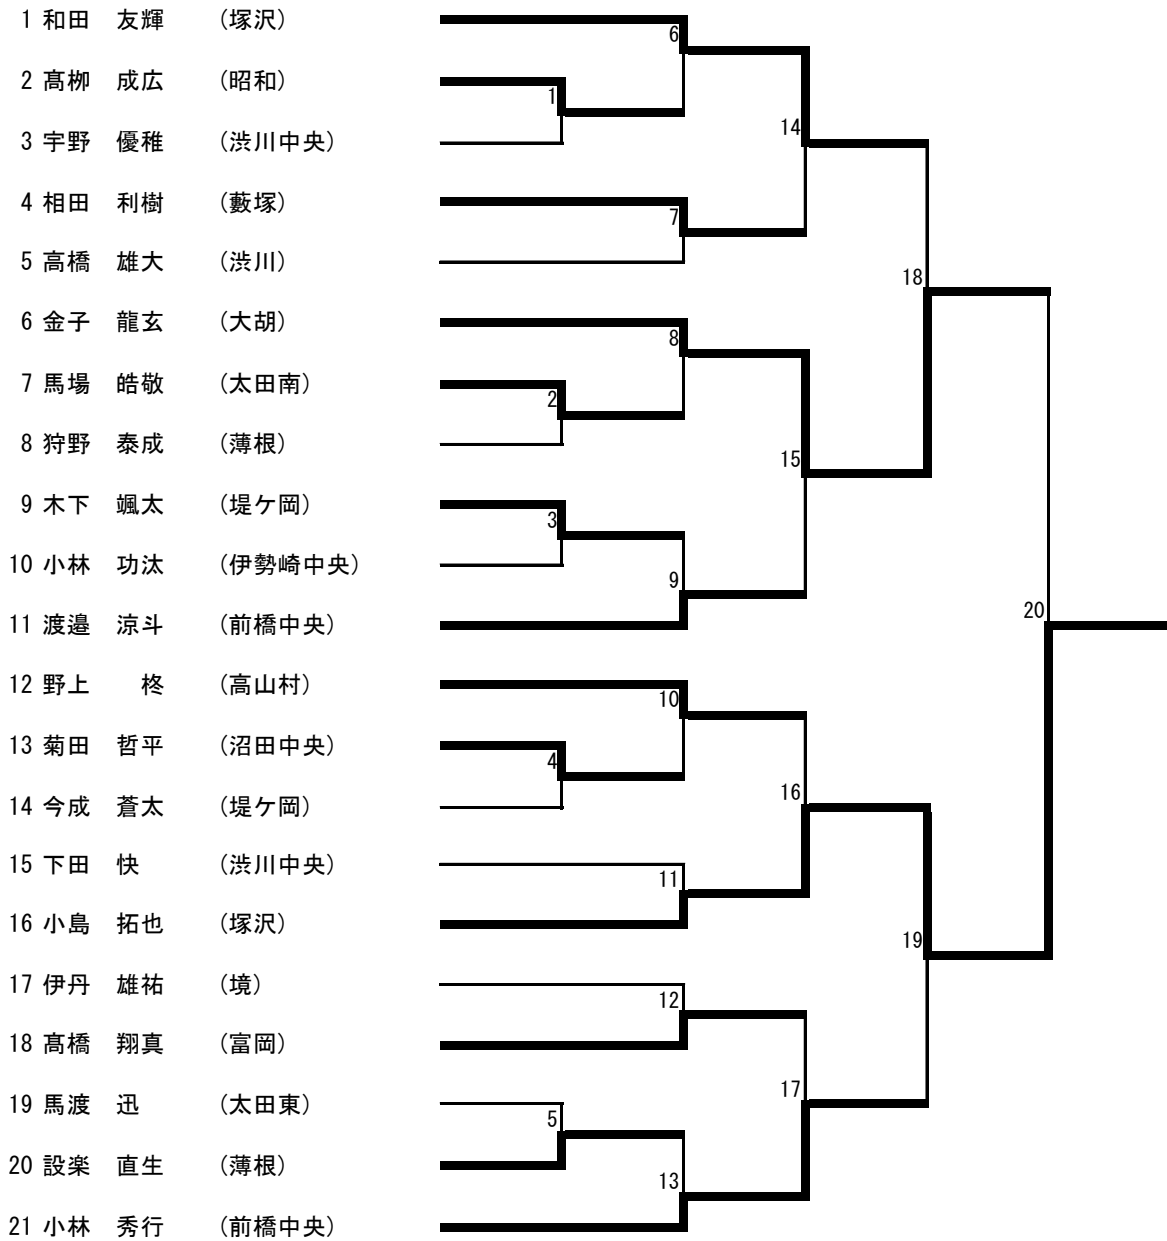 1 和田 友輝 (塚沢)
6
2 髙栁 成広 (昭和)
1
14
3 宇野 優稚 (渋川中央)
4 相田 利樹 (藪塚)
7
5 高橋 雄大 (渋川)
18
6 金子 龍玄 (大胡)
8
7 馬場 皓敬 (太田南)
2
8 狩野 泰成 (薄根)
15
9 木下 颯太 (堤ケ岡)
3
10 小林 功汰 (伊勢崎中央)
9
20
11 渡邉 涼斗 (前橋中央)
12 野上 柊 (高山村)
10
13 菊田 哲平 (沼田中央)
4
16
14 今成 蒼太 (堤ケ岡)
15 下田 快 (渋川中央)
11
16 小島 拓也 (塚沢)
19
17 伊丹 雄祐 (境)
12
18 髙橋 翔真 (富岡)
17
19 馬渡 迅 (太田東)
5
20 設楽 直生 (薄根)
13
21 小林 秀行 (前橋中央)